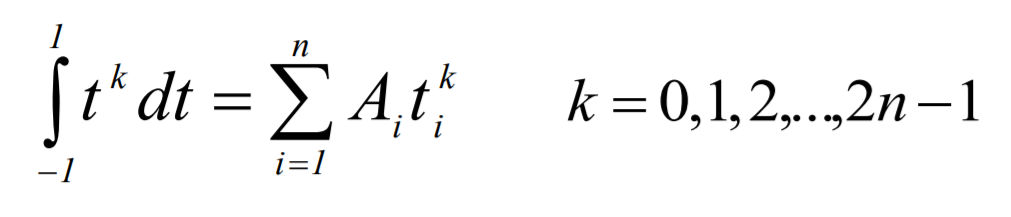 ∫_{-1}^{1} t^k dt = ∑_{i=1}^{n} A_i t_i^k    k = 0,1,2,...,2n−1